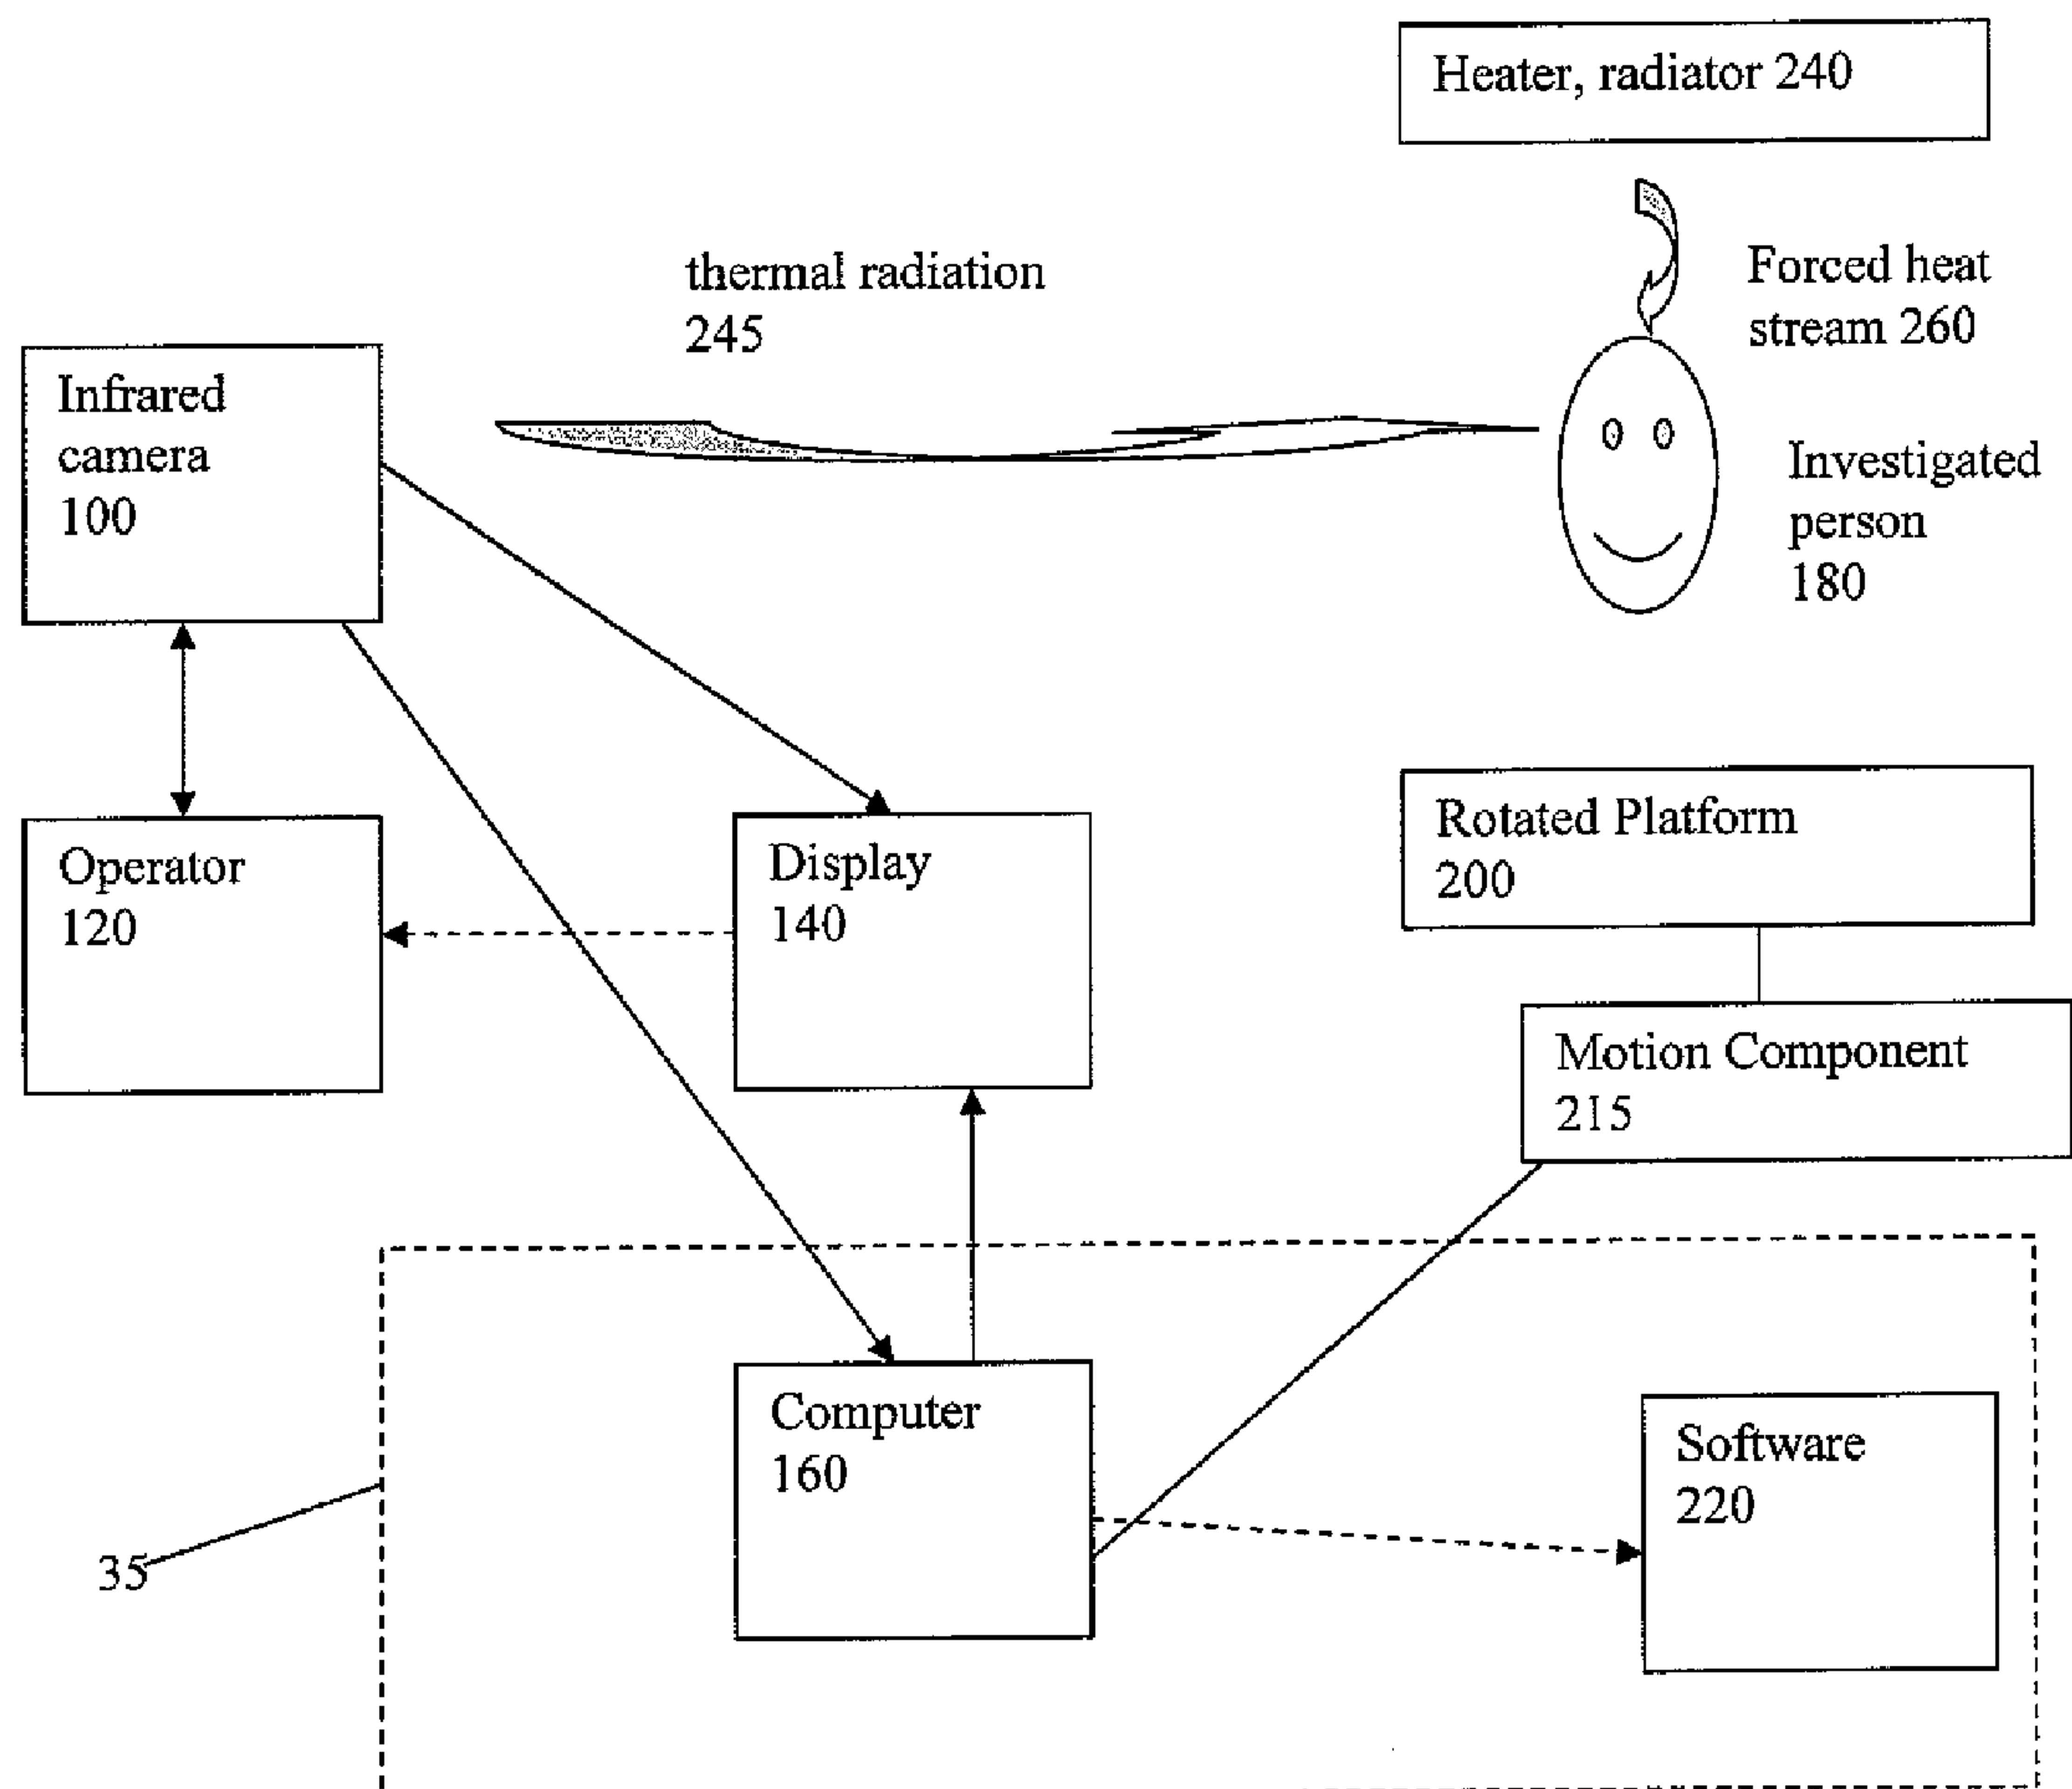 Heater, radiator 240
thermal radiation
245
Forced heat
stream 260
Infrared
camera
100
Investigated
person
180
Operator
120
Display
140
Rotated Platform
200
Motion Component
215
Computer
160
Software
220
35